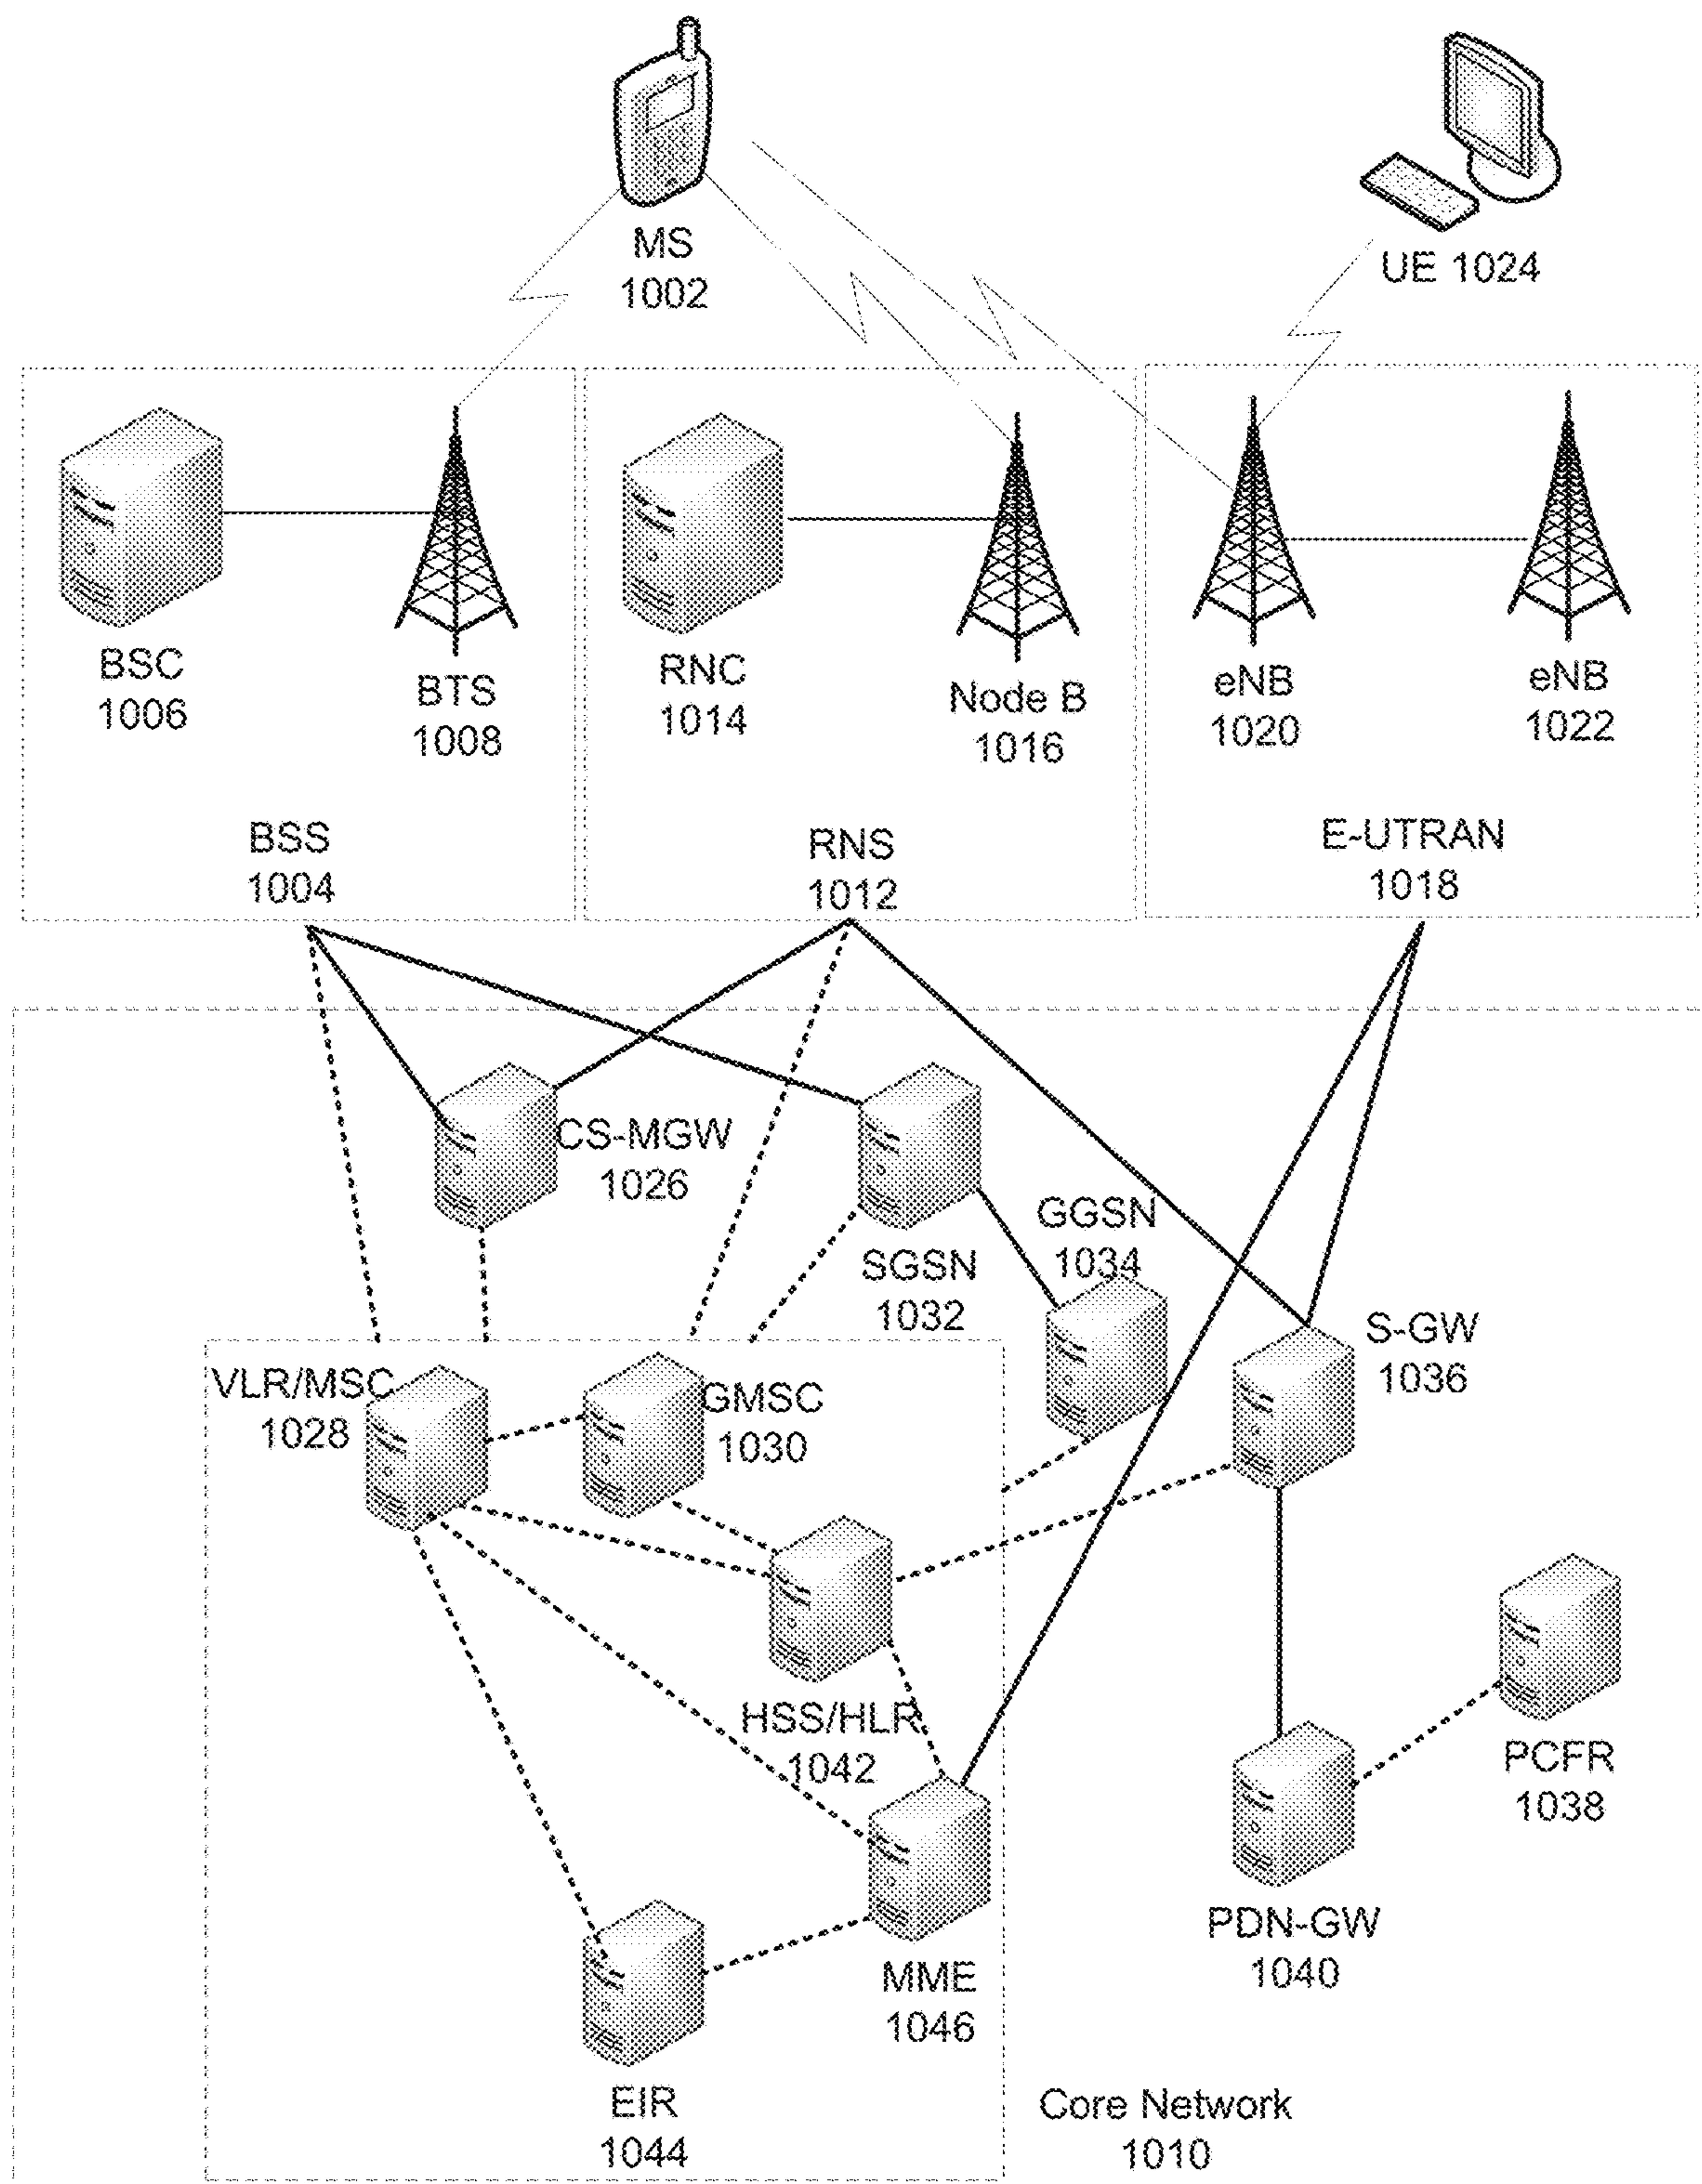 MS
1002
UE 1024
BSC
1006
BTS
1008
RNC
1014
Node B
1016
eNB
1020
eNB
1022
BSS
1004
RNS
1012
E-UTRAN
1018
CS-MGW
1026
SGSN
1032
GGSN
1034
S-GW
1036
VLR/MSC
1028
GMSC
1030
HSS/HLR
1042
PCFR
1038
PDN-GW
1040
MME
1046
EIR
1044
Core Network
1010